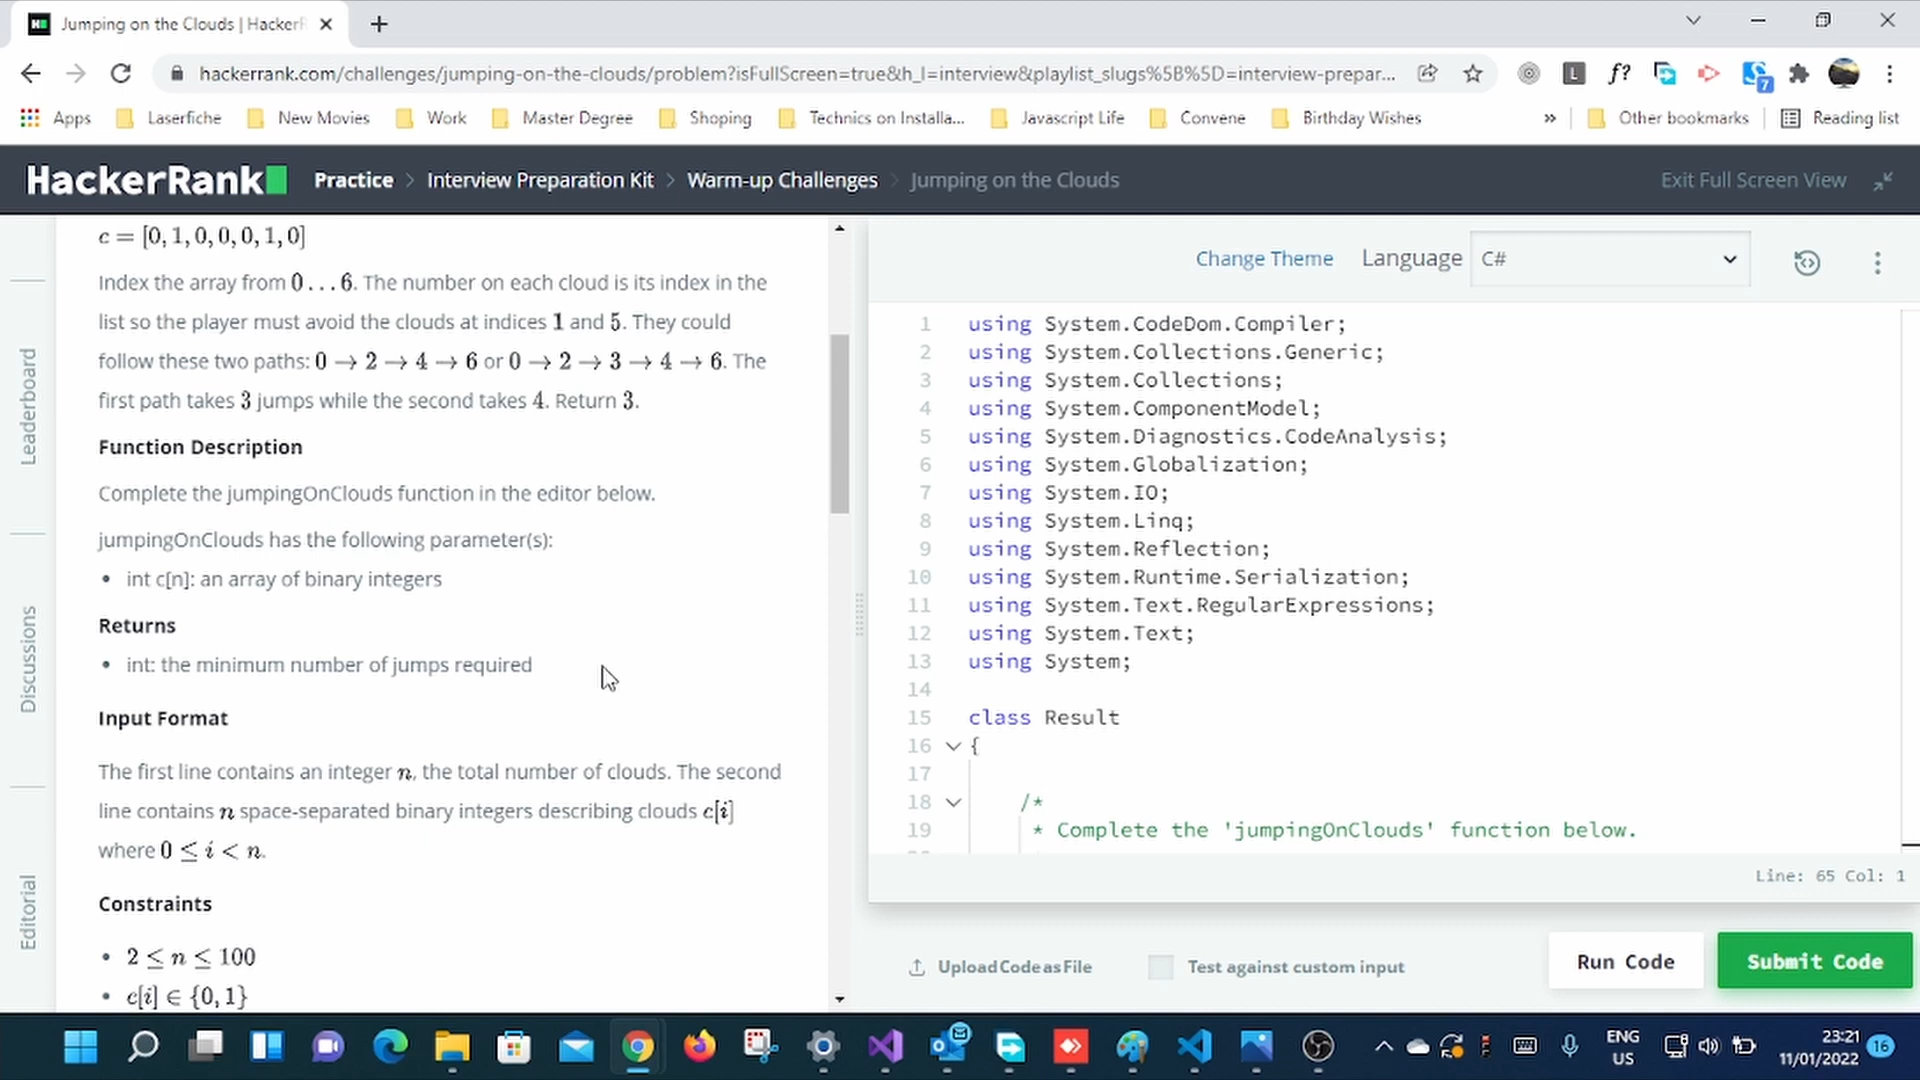 Jumping on the Clouds | HackerR
hackerrank.com/challenges/jumping-on-the-clouds/problem?isFullScreen=true&h_l=interview&playlist_slugs%5B%5D=interview-prepar...
L
f?
7
Apps
Laserfiche
New Movies
Work
Master Degree
Shoping
Technics on Installa...
Javascript Life
Convene
Birthday Wishes
»
Other bookmarks
Reading list
HackerRank
Practice > Interview Preparation Kit > Warm-up Challenges > Jumping on the Clouds
Exit Full Screen View
Leaderboard
Discussions
Editorial
c = [0, 1, 0, 0, 0, 1, 0]
Index the array from 0 . . . 6. The number on each cloud is its index in the
list so the player must avoid the clouds at indices 1 and 5. They could
follow these two paths: 0 → 2 → 4 → 6 or 0 → 2 → 3 → 4 → 6. The
first path takes 3 jumps while the second takes 4. Return 3.
Function Description
Complete the jumpingOnClouds function in the editor below.
jumpingOnClouds has the following parameter(s):
• int c[n]: an array of binary integers
Returns
• int: the minimum number of jumps required
Input Format
The first line contains an integer n, the total number of clouds. The second
line contains n space-separated binary integers describing clouds c[i]
where 0 ≤ i < n.
Constraints
• 2 ≤ n ≤ 100
• c[i] ∈ {0, 1}
Change Theme
Language
C#
1 using System.CodeDom.Compiler;
2 using System.Collections.Generic;
3 using System.Collections;
4 using System.ComponentModel;
5 using System.Diagnostics.CodeAnalysis;
6 using System.Globalization;
7 using System.IO;
8 using System.Linq;
9 using System.Reflection;
10 using System.Runtime.Serialization;
11 using System.Text.RegularExpressions;
12 using System.Text;
13 using System;
14
15 class Result
16 {
17
18 /*
19 * Complete the 'jumpingOnClouds' function below.
Line: 65 Col: 1
Upload Code as File
Test against custom input
Run Code
Submit Code
ENG
US
23:21
11/01/2022
16